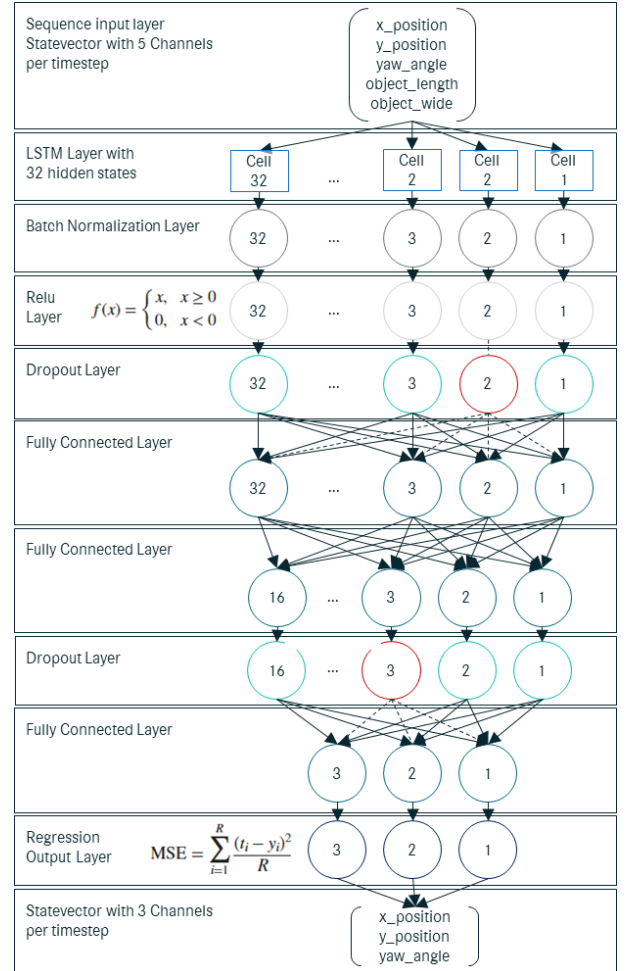 Sequence input layer
Statevector with 5 Channels
per timestep
x_position
y_position
yaw_angle
object_length
object_wide
LSTM Layer with
32 hidden states
Cell 32 ... Cell 2 Cell 2 Cell 1
Batch Normalization Layer
32 ... 3 2 1
Relu
Layer
f(x) = { x, x ≥ 0
0, x < 0
32 ... 3 2 1
Dropout Layer
32 ... 3 2 1
Fully Connected Layer
32 ... 3 2 1
Fully Connected Layer
16 ... 3 2 1
Dropout Layer
16 ... 3 2 1
Fully Connected Layer
3 2 1
Regression
Output Layer
MSE = R ∑ i=1 (t_i − y_i)² / R
3 2 1
Statevector with 3 Channels
per timestep
x_position
y_position
yaw_angle